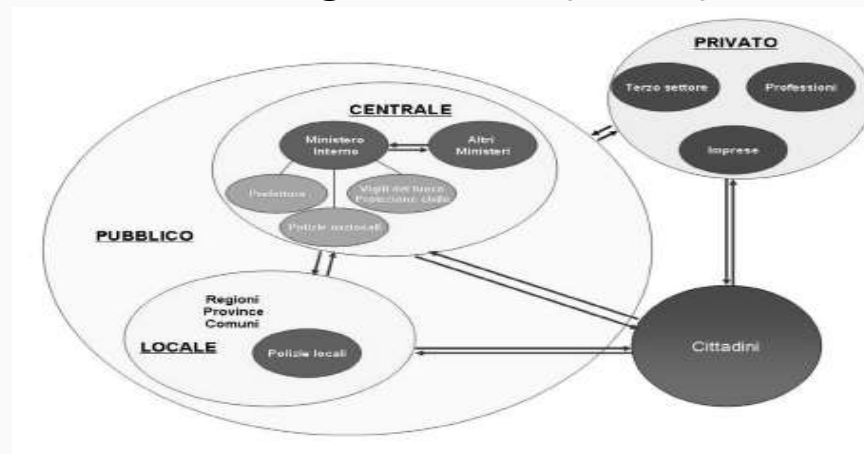 PRIVATO
Terzo settore
Professioni
Imprese
CENTRALE
Ministero
Interno
Altri
Ministeri
Prefetture
Vigili del fuoco
Protezione civile
Polizie nazionali
PUBBLICO
Regioni
Province
Comuni
LOCALE
Polizie locali
Cittadini